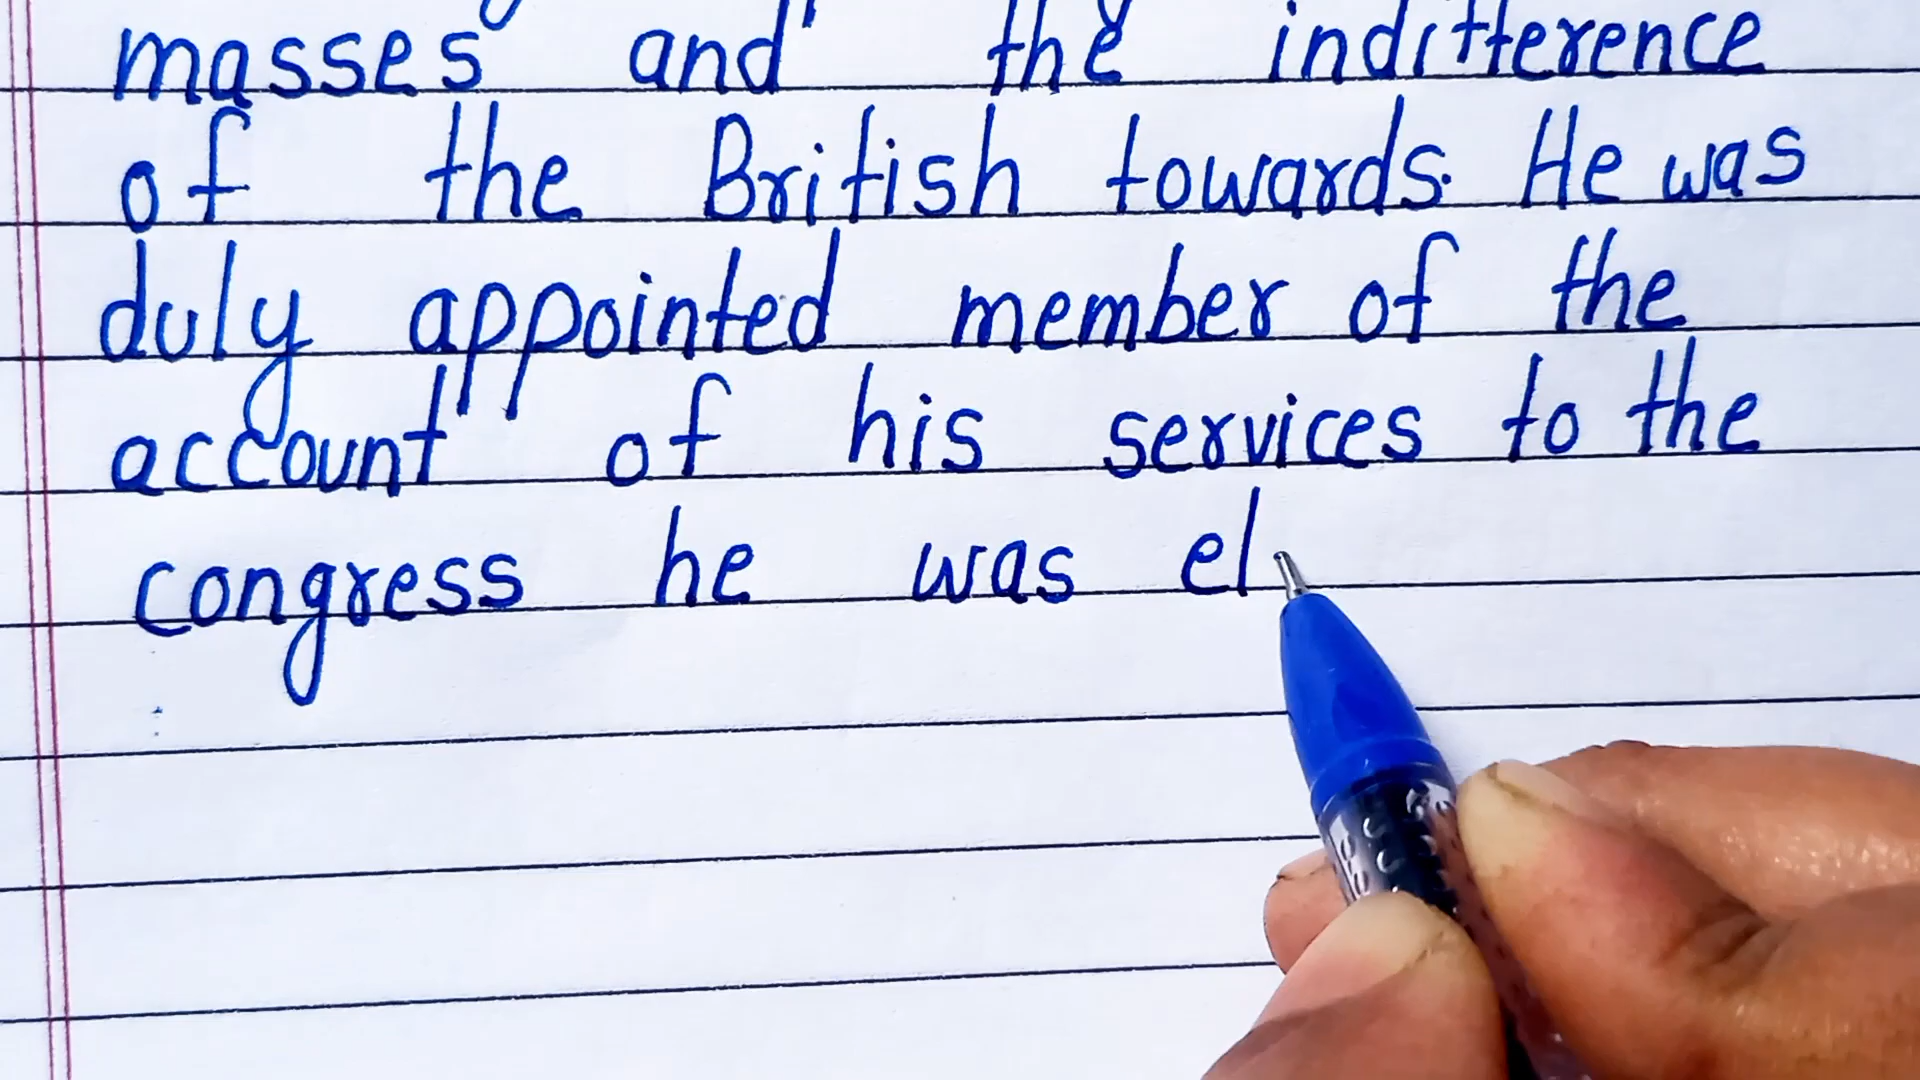 masses and the indifference
of the British towards. He was
duly appointed member of the
account of his services to the
congress he was el